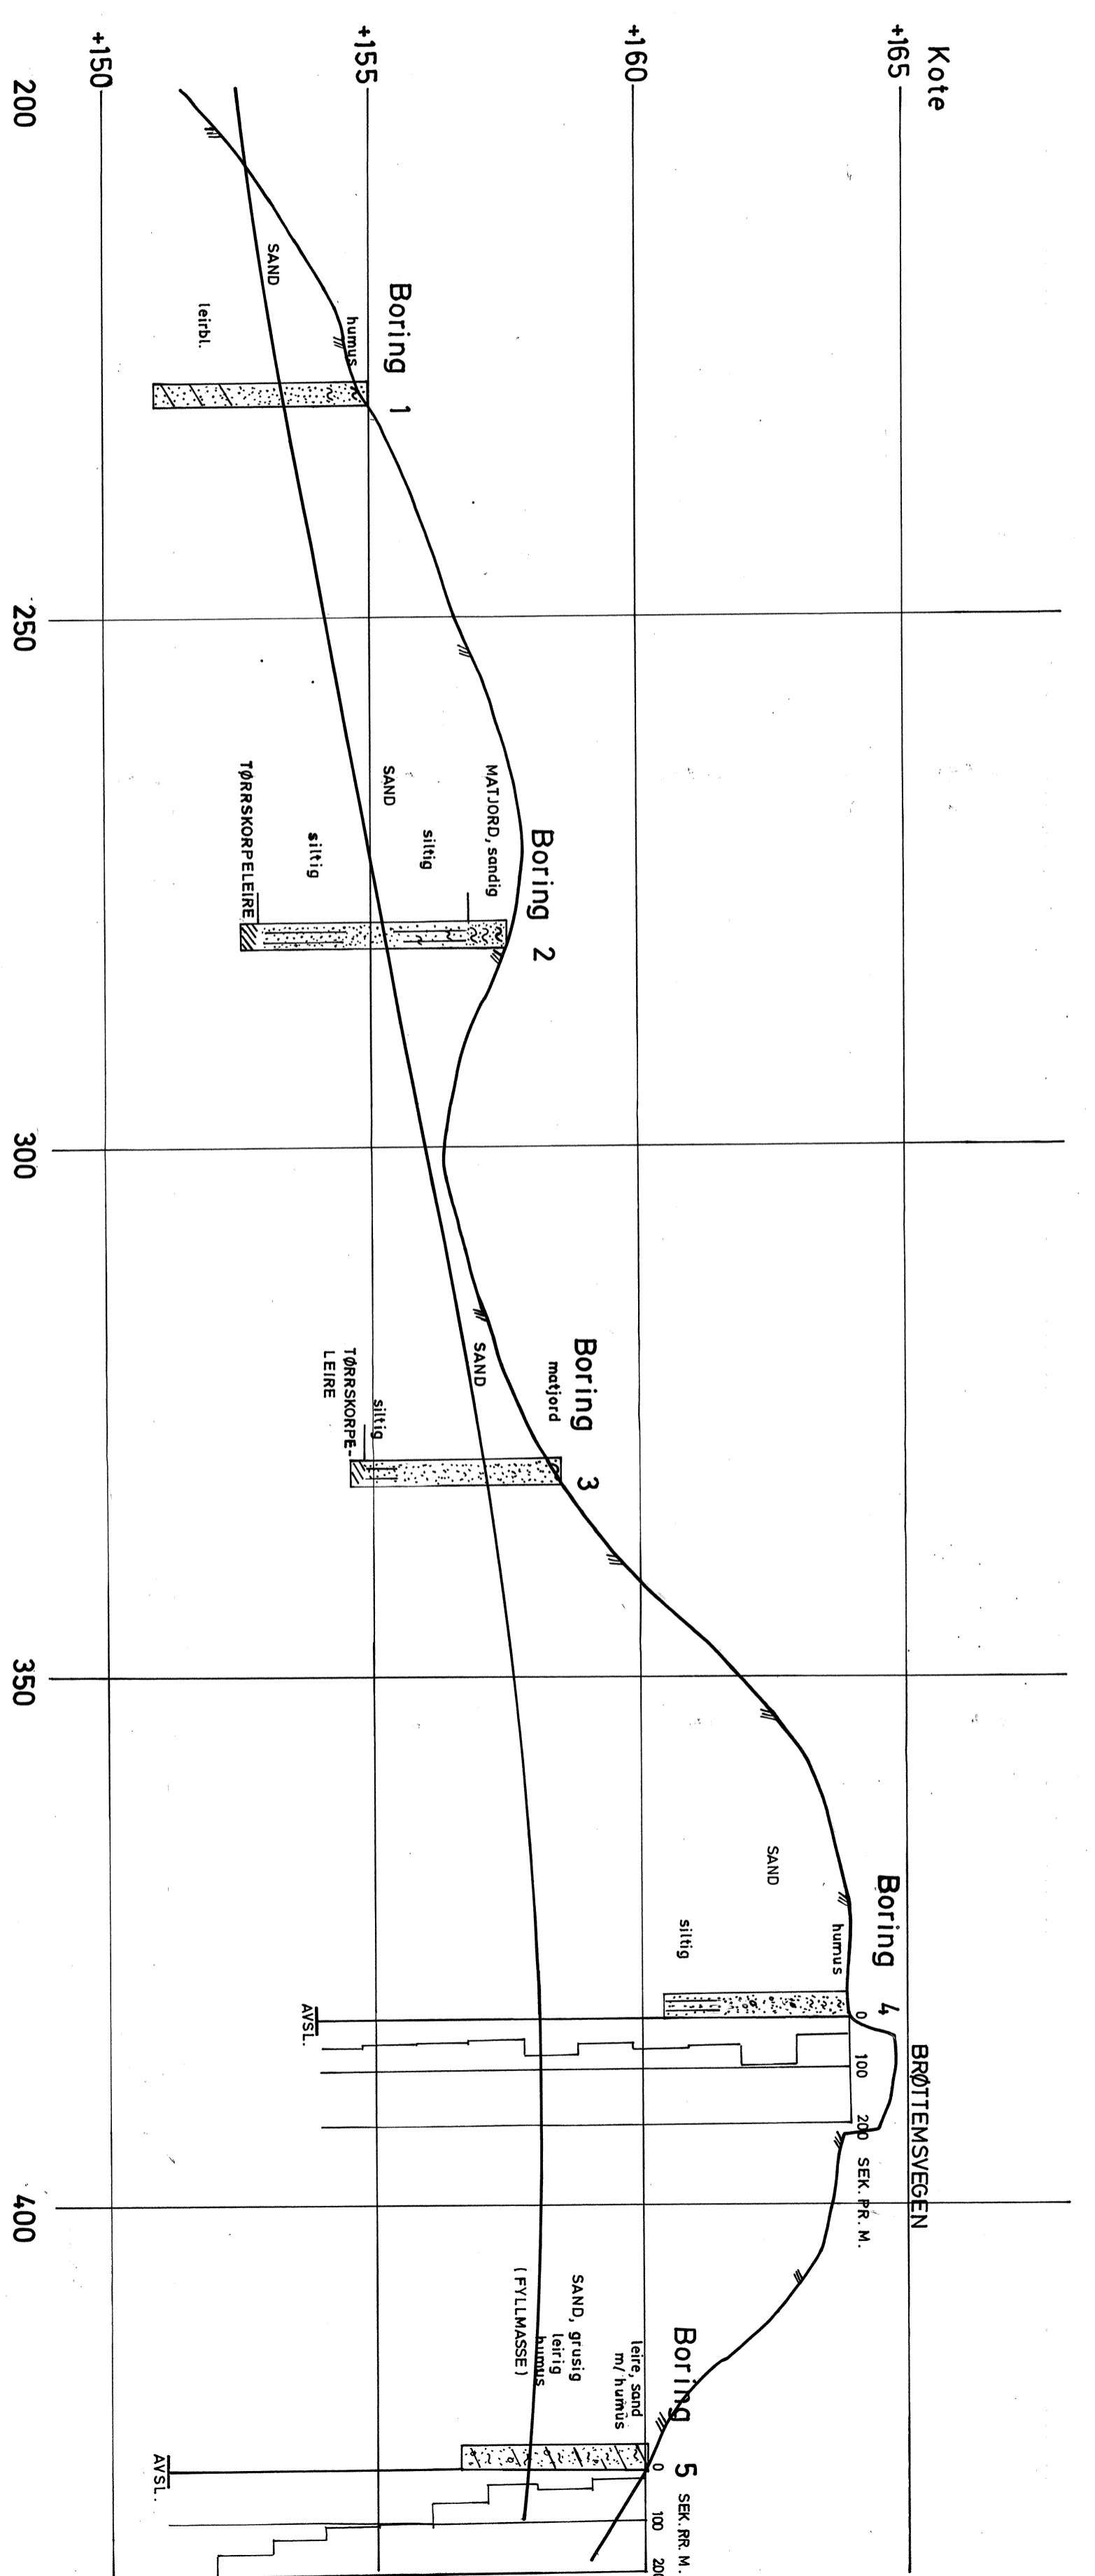 Kote
+165
+160
+155
+150
200
250
300
350
400
Boring 1
humus
SAND
leirbl.
Boring 2
MATJORD, sandig
siltig
SAND
siltig
TØRRSKORPELEIRE
Boring 3
matjord
SAND
siltig
TØRRSKORPE-
LEIRE
Boring 4
humus
SAND
siltig
0 100 200 SEK. PR. M.
AVSL.
BRØTTEMSVEGEN
Boring 5
leire, sand
m/humus
SAND, grusig
leirig
humus
(FYLLMASSE)
0 100 200
SEK. PR. M.
AVSL.